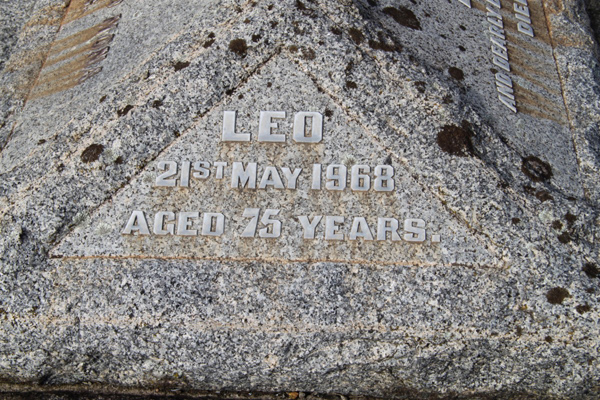 LEO
21ST MAY 1968
AGED 75 YEARS.